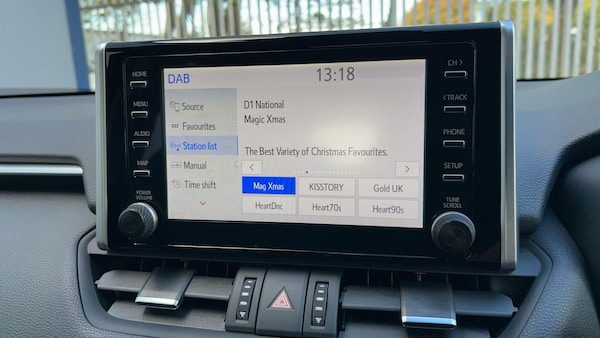 DAB 13:18
HOME
MENU
AUDIO
MAP
POWER
VOLUME
Source
Favourites
Station list
Manual
Time shift
D1 National
Magic Xmas
The Best Variety of Christmas Favourites.
Mag Xmas KISSTORY Gold UK
HeartDnc Heart70s Heart90s
CH >
< TRACK
PHONE
SETUP
TUNE
SCROLL